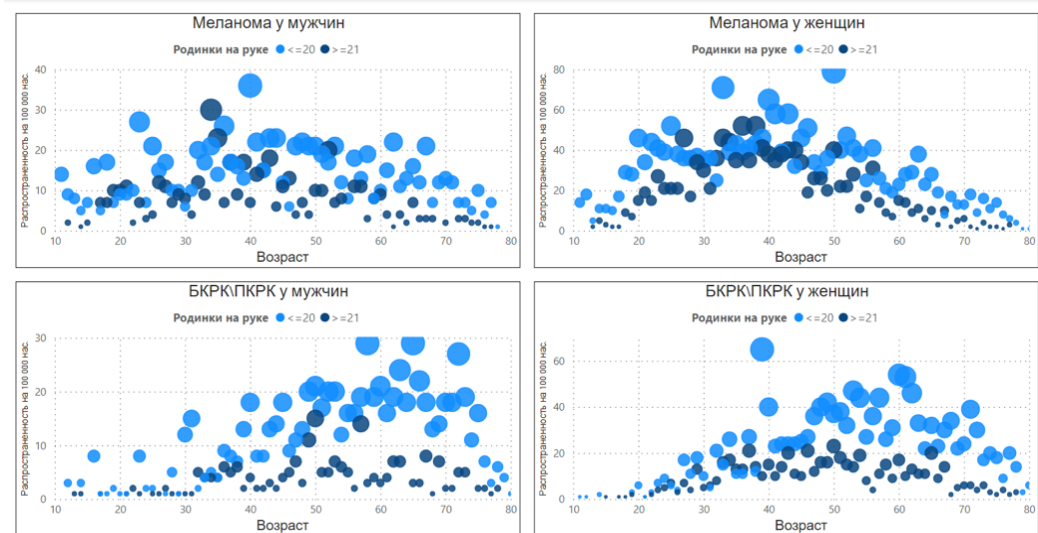 Меланома у мужчин
Родинки на руке <=20 >=21
Распространенность на 100 000 нас.
40
30
20
10
0
10 20 30 40 50 60 70 80
Возраст
Меланома у женщин
Родинки на руке <=20 >=21
Распространенность на 100 000 нас.
80
60
40
20
0
10 20 30 40 50 60 70 80
Возраст
БКРК\ПКРК у мужчин
Родинки на руке <=20 >=21
Распространенность на 100 000 нас.
30
20
10
0
10 20 30 40 50 60 70 80
Возраст
БКРК\ПКРК у женщин
Родинки на руке <=20 >=21
Распространенность на 100 000 нас.
60
40
20
0
10 20 30 40 50 60 70 80
Возраст